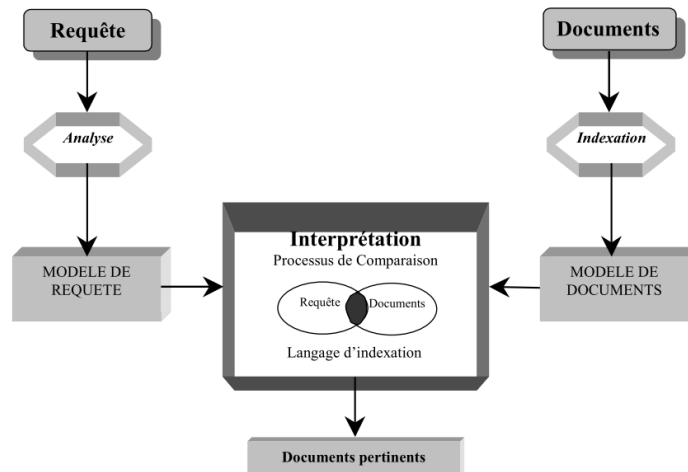 Requête
Documents
Analyse
Indexation
Interprétation
Processus de Comparaison
MODELE DE
REQUETE
MODELE DE
DOCUMENTS
Requête
Documents
Langage d’indexation
Documents pertinents